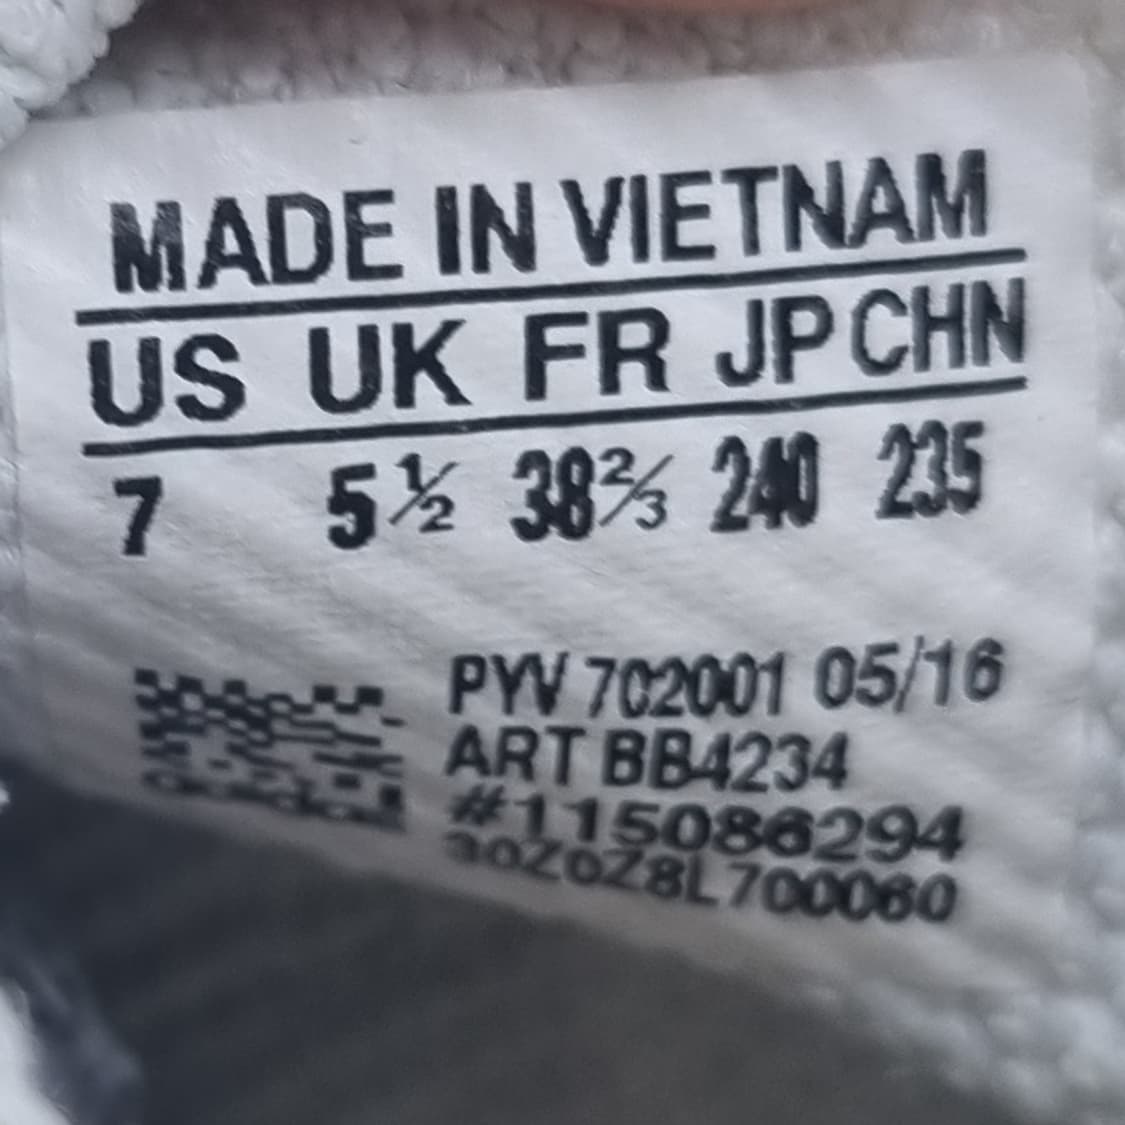 MADE IN VIETNAM
US UK FR JP CHN
7 5½ 38⅔ 240 235
PYV 702001 05/16
ART BB4234
#115086294